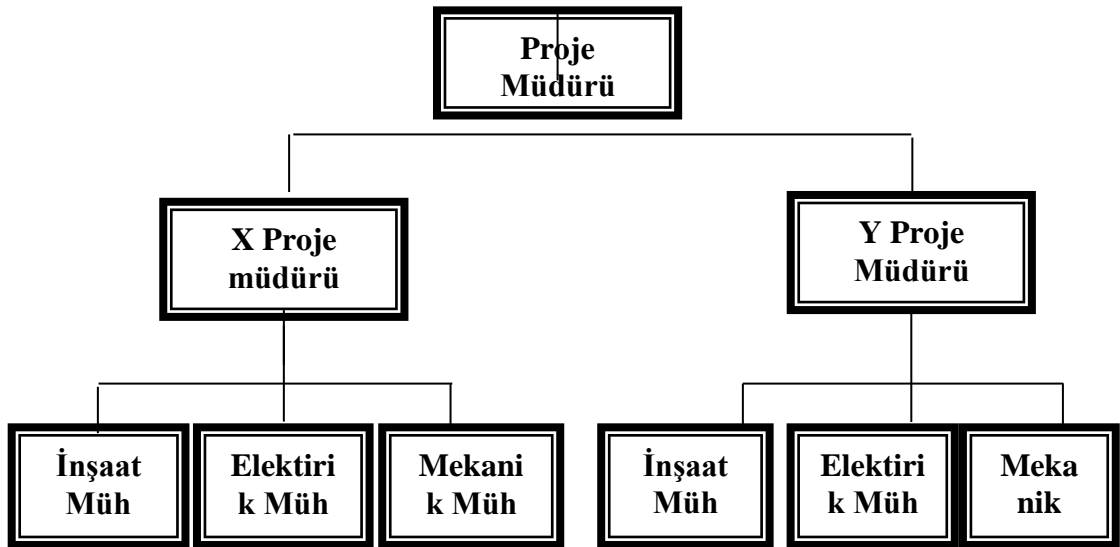 Proje
Müdürü
X Proje
müdürü
Y Proje
Müdürü
İnşaat
Müh
Elektiri
k Müh
Mekani
k Müh
İnşaat
Müh
Elektiri
k Müh
Meka
nik